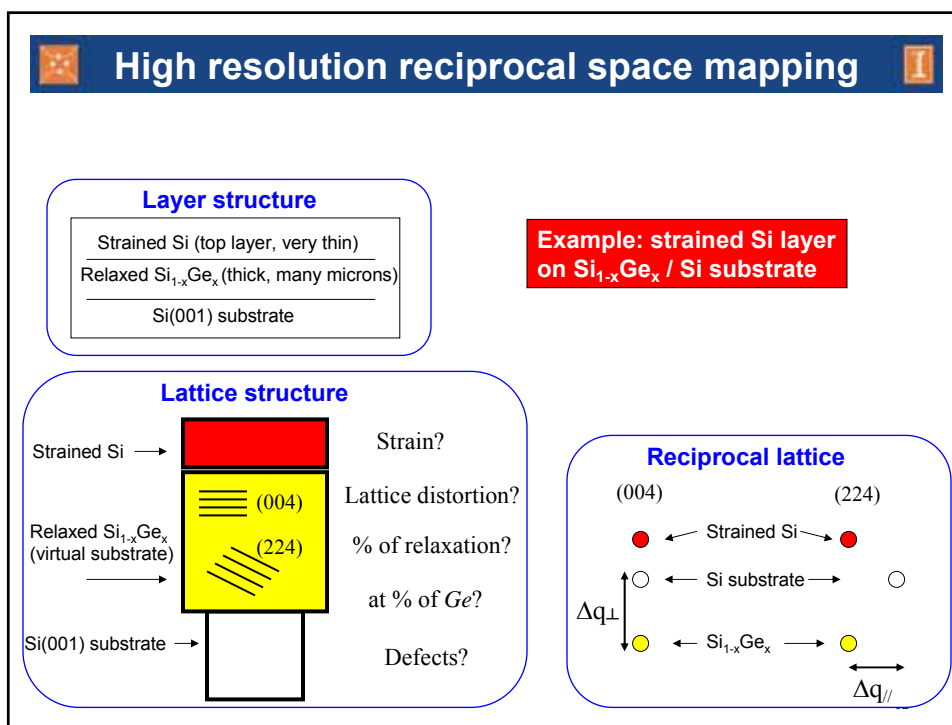 High resolution reciprocal space mapping
Layer structure
Strained Si (top layer, very thin)
Relaxed Si₁₋ₓGeₓ (thick, many microns)
Si(001) substrate
Example: strained Si layer
on Si₁₋ₓGeₓ / Si substrate
Lattice structure
Strained Si
Strain?
(004)
Lattice distortion?
Relaxed Si₁₋ₓGeₓ
(virtual substrate)
(224)
% of relaxation?
at % of Ge?
Si(001) substrate
Defects?
Reciprocal lattice
(004) (224)
Strained Si
Si substrate
Δq⊥
Si₁₋ₓGeₓ
Δq//